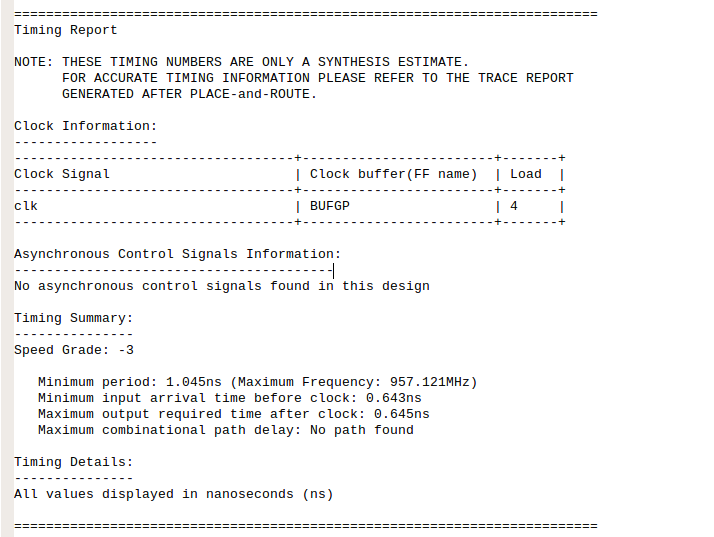 =========================================================================
Timing Report

NOTE: THESE TIMING NUMBERS ARE ONLY A SYNTHESIS ESTIMATE.
      FOR ACCURATE TIMING INFORMATION PLEASE REFER TO THE TRACE REPORT
      GENERATED AFTER PLACE-and-ROUTE.

Clock Information:
------------------
-----------------------------------+------------------------+-------+
Clock Signal                       | Clock buffer(FF name)  | Load  |
-----------------------------------+------------------------+-------+
clk                                | BUFGP                  | 4     |
-----------------------------------+------------------------+-------+

Asynchronous Control Signals Information:
----------------------------------------
No asynchronous control signals found in this design

Timing Summary:
---------------
Speed Grade: -3

   Minimum period: 1.045ns (Maximum Frequency: 957.121MHz)
   Minimum input arrival time before clock: 0.643ns
   Maximum output required time after clock: 0.645ns
   Maximum combinational path delay: No path found

Timing Details:
---------------
All values displayed in nanoseconds (ns)

=========================================================================